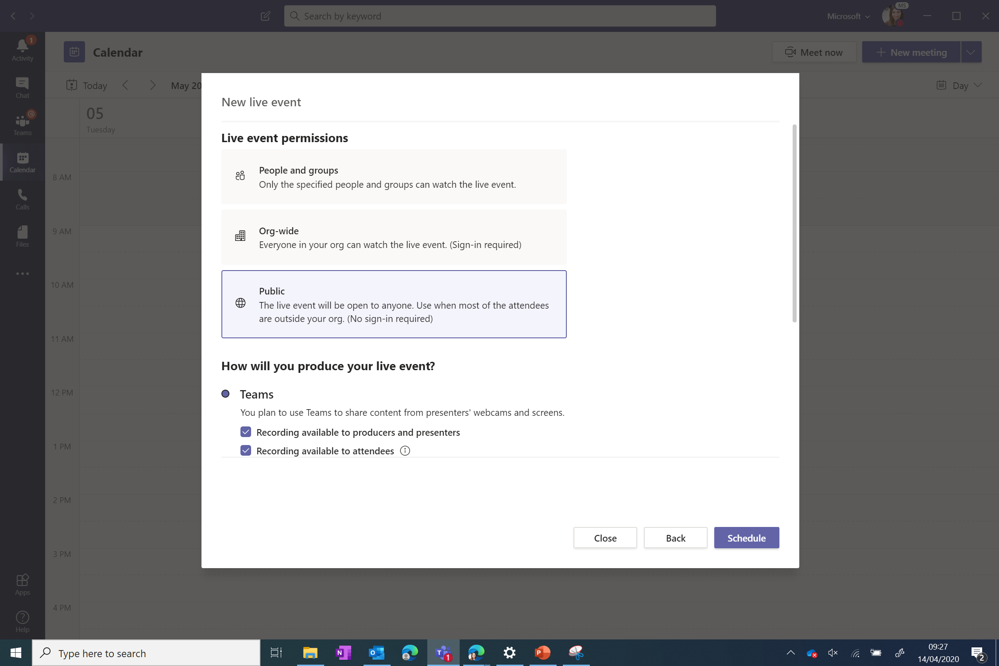 Search by keyword
Microsoft
MS
1
Activity
Chat
@
Teams
Calendar
Calls
Files
Apps
Help
Calendar
Meet now
New meeting
Today
May 20
Day
05
Tuesday
8 AM
9 AM
10 AM
11 AM
12 PM
1 PM
2 PM
3 PM
4 PM
New live event
Live event permissions
People and groups
Only the specified people and groups can watch the live event.
Org-wide
Everyone in your org can watch the live event. (Sign-in required)
Public
The live event will be open to anyone. Use when most of the attendees
are outside your org. (No sign-in required)
How will you produce your live event?
Teams
You plan to use Teams to share content from presenters' webcams and screens.
Recording available to producers and presenters
Recording available to attendees
Close
Back
Schedule
Type here to search
N
O
T
1
P
09:27
14/04/2020
2